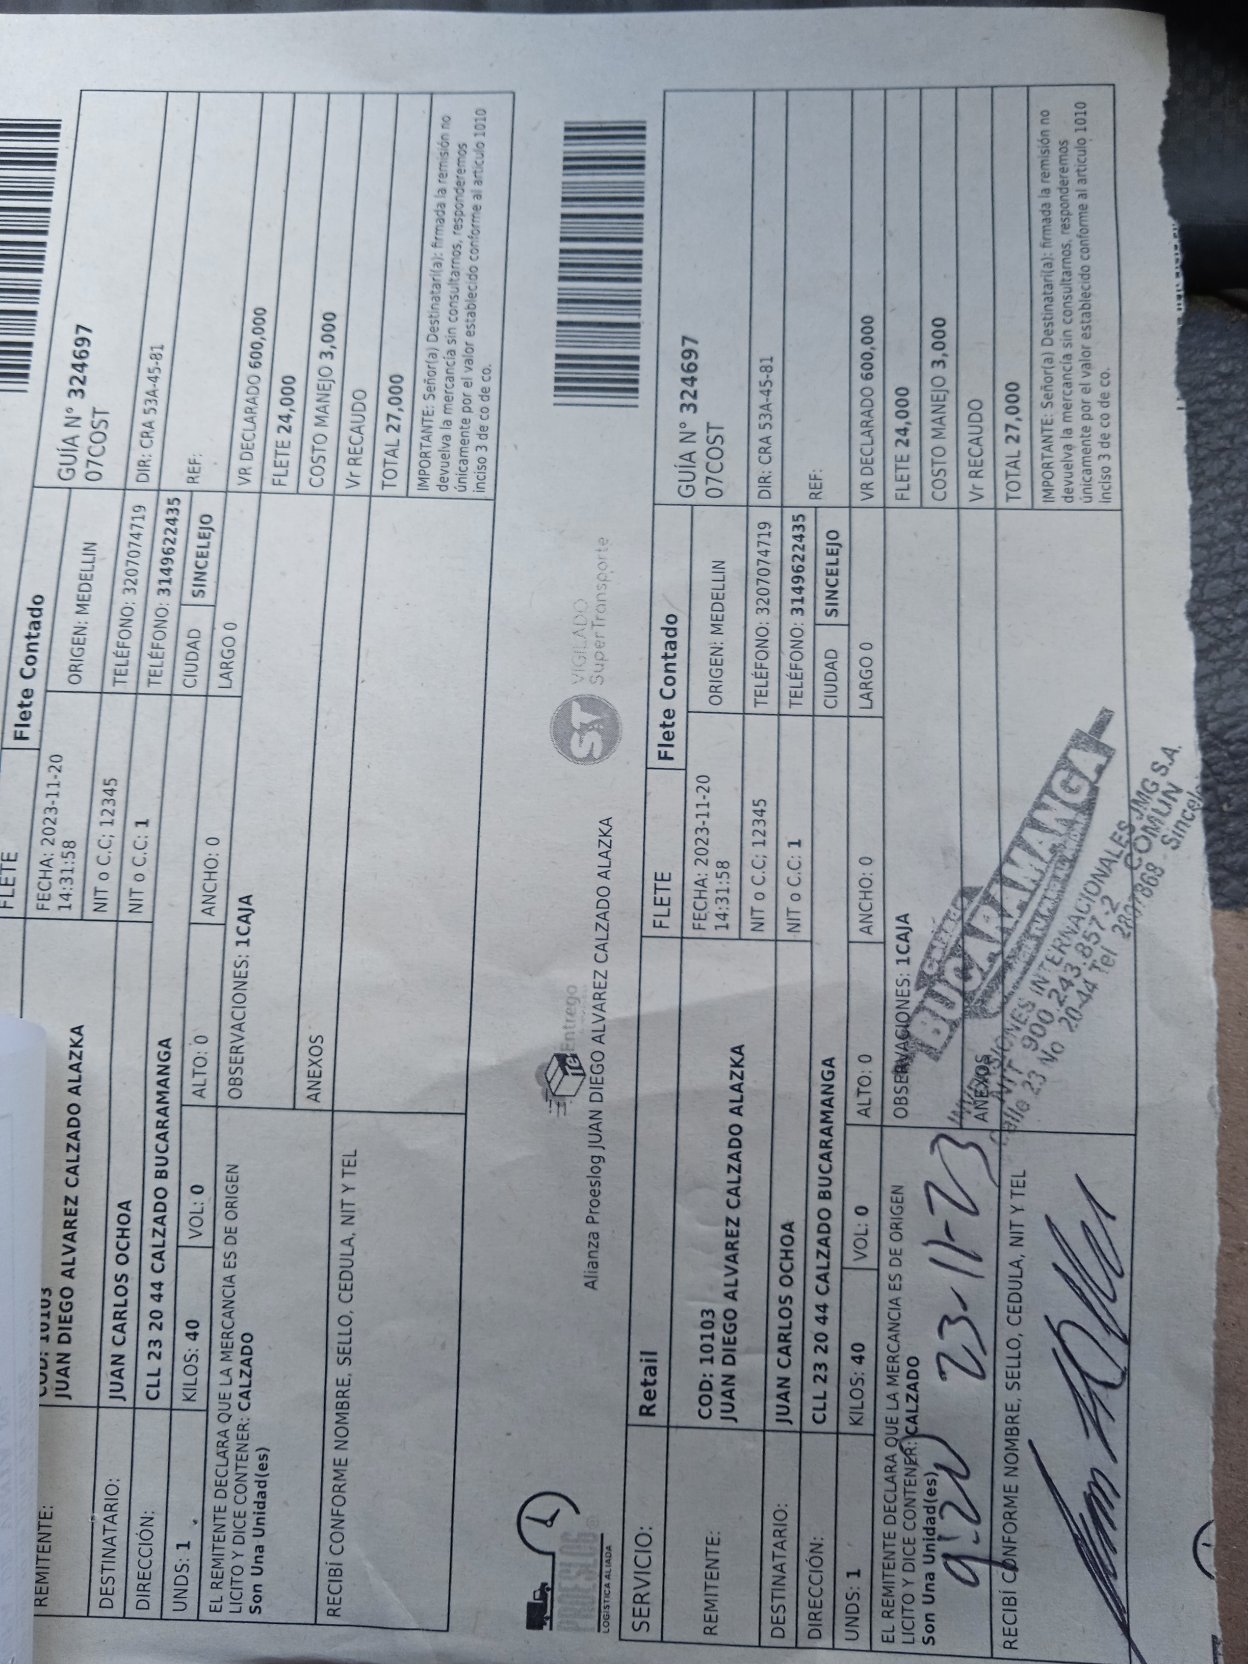 FLETE
Flete Contado
REMITENTE:
COD: 10103
JUAN DIEGO ALVAREZ CALZADO ALAZKA
FECHA: 2023-11-20
14:31:58
ORIGEN: MEDELLIN
GUÍA N° 324697
07COST
NIT o C.C; 12345
TELÉFONO: 3207074719
DIR: CRA 53A-45-81
DESTINATARIO:
JUAN CARLOS OCHOA
NIT o C.C: 1
TELÉFONO: 3149622435
REF:
DIRECCIÓN:
CLL 23 20 44 CALZADO BUCARAMANGA
CIUDAD
SINCELEJO
UNDS: 1
KILOS: 40
VOL: 0
ALTO: 0
ANCHO: 0
LARGO 0
VR DECLARADO 600,000
EL REMITENTE DECLARA QUE LA MERCANCIA ES DE ORIGEN
LICITO Y DICE CONTENER: CALZADO
Son Una Unidad(es)
OBSERVACIONES: 1CAJA
FLETE 24,000
COSTO MANEJO 3,000
ANEXOS
Vr RECAUDO
RECIBÍ CONFORME NOMBRE, SELLO, CEDULA, NIT Y TEL
TOTAL 27,000
IMPORTANTE: Señor(a) Destinatari(a): firmada la remisión no
devuelva la mercancía sin consultarnos, responderemos
únicamente por el valor establecido conforme al artículo 1010
inciso 3 de co de co.
PROESLOG
LOGÍSTICA ALIADA
teEntrego
Alianza Proeslog JUAN DIEGO ALVAREZ CALZADO ALAZKA
ST
VIGILADO
SuperTransporte
SERVICIO:
Retail
FLETE
Flete Contado
REMITENTE:
COD: 10103
JUAN DIEGO ALVAREZ CALZADO ALAZKA
FECHA: 2023-11-20
14:31:58
ORIGEN: MEDELLIN
GUÍA N° 324697
07COST
NIT o C.C; 12345
TELÉFONO: 3207074719
DIR: CRA 53A-45-81
DESTINATARIO:
JUAN CARLOS OCHOA
NIT o C.C: 1
TELÉFONO: 3149622435
REF:
DIRECCIÓN:
CLL 23 20 44 CALZADO BUCARAMANGA
CIUDAD
SINCELEJO
UNDS: 1
KILOS: 40
VOL: 0
ALTO: 0
ANCHO: 0
LARGO 0
VR DECLARADO 600,000
EL REMITENTE DECLARA QUE LA MERCANCIA ES DE ORIGEN
LICITO Y DICE CONTENER: CALZADO
Son Una Unidad(es)
OBSERVACIONES: 1CAJA
FLETE 24,000
COSTO MANEJO 3,000
9:20 23-11-23
ANEXOS
Vr RECAUDO
RECIBÍ CONFORME NOMBRE, SELLO, CEDULA, NIT Y TEL
TOTAL 27,000
IMPORTANTE: Señor(a) Destinatari(a): firmada la remisión no
devuelva la mercancía sin consultarnos, responderemos
únicamente por el valor establecido conforme al artículo 1010
inciso 3 de co de co.
BUCARAMANGA
INVERSIONES INTERNACIONALES JMG S.A.
NIT 900.243.857-2 COMUN
Calle 23 No 20-44 Tel